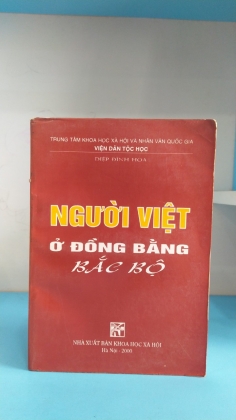 TRUNG TÂM KHOA HỌC XÃ HỘI VÀ NHÂN VĂN QUỐC GIA
VIỆN DÂN TỘC HỌC
DIỆP ĐÌNH HOA
NGƯỜI VIỆT
Ở ĐỒNG BẰNG
BẮC BỘ
NHÀ XUẤT BẢN KHOA HỌC XÃ HỘI
Hà Nội - 2000